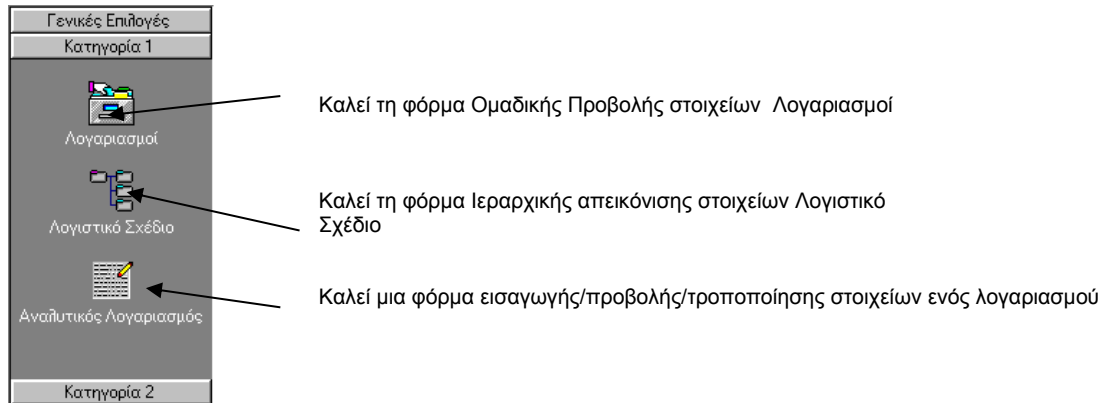 Γενικές Επιλογές
Κατηγορία 1
Λογαριασμοί
Καλεί τη φόρμα Ομαδικής Προβολής στοιχείων Λογαριασμοί
Λογιστικό Σχέδιο
Καλεί τη φόρμα Ιεραρχικής απεικόνισης στοιχείων Λογιστικό
Σχέδιο
Αναλυτικός Λογαριασμός
Καλεί μια φόρμα εισαγωγής/προβολής/τροποποίησης στοιχείων ενός λογαριασμού
Κατηγορία 2